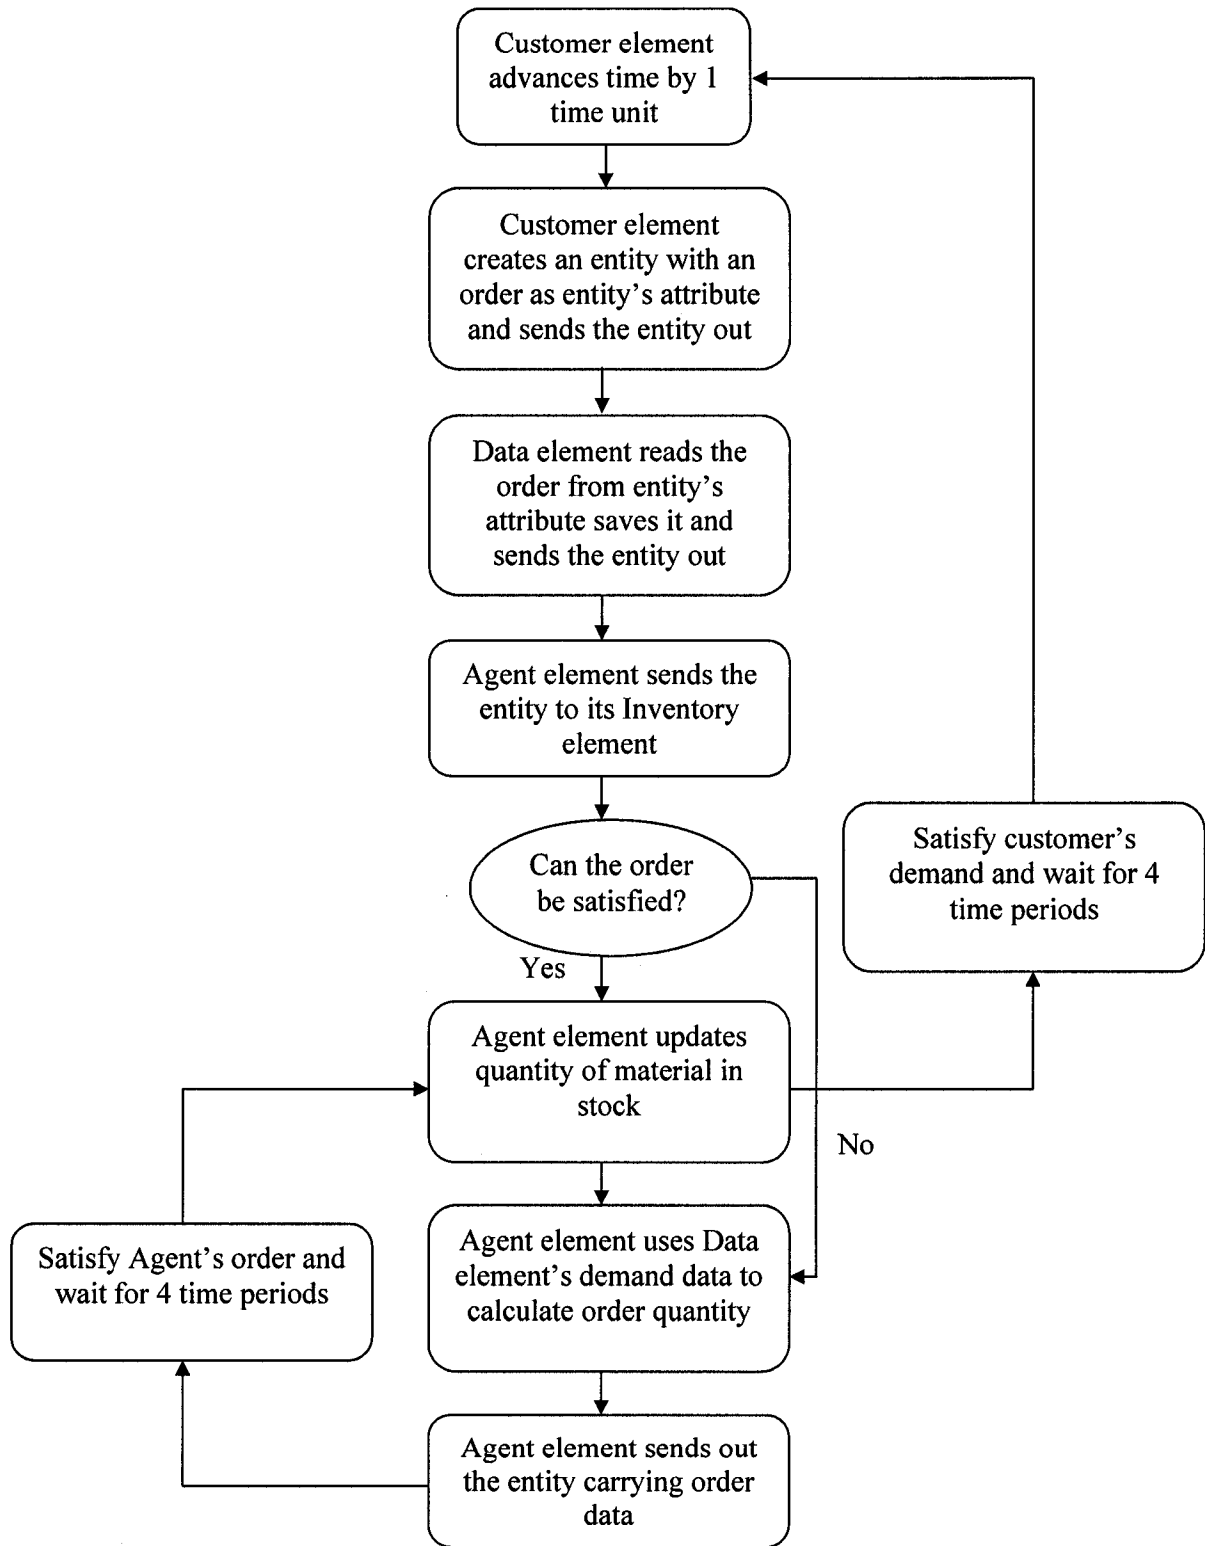 Customer element
advances time by 1
time unit
Customer element
creates an entity with an
order as entity’s attribute
and sends the entity out
Data element reads the
order from entity’s
attribute saves it and
sends the entity out
Agent element sends the
entity to its Inventory
element
Can the order
be satisfied?
Satisfy customer’s
demand and wait for 4
time periods
Yes
Agent element updates
quantity of material in
stock
No
Agent element uses Data
element’s demand data to
calculate order quantity
Satisfy Agent’s order and
wait for 4 time periods
Agent element sends out
the entity carrying order
data